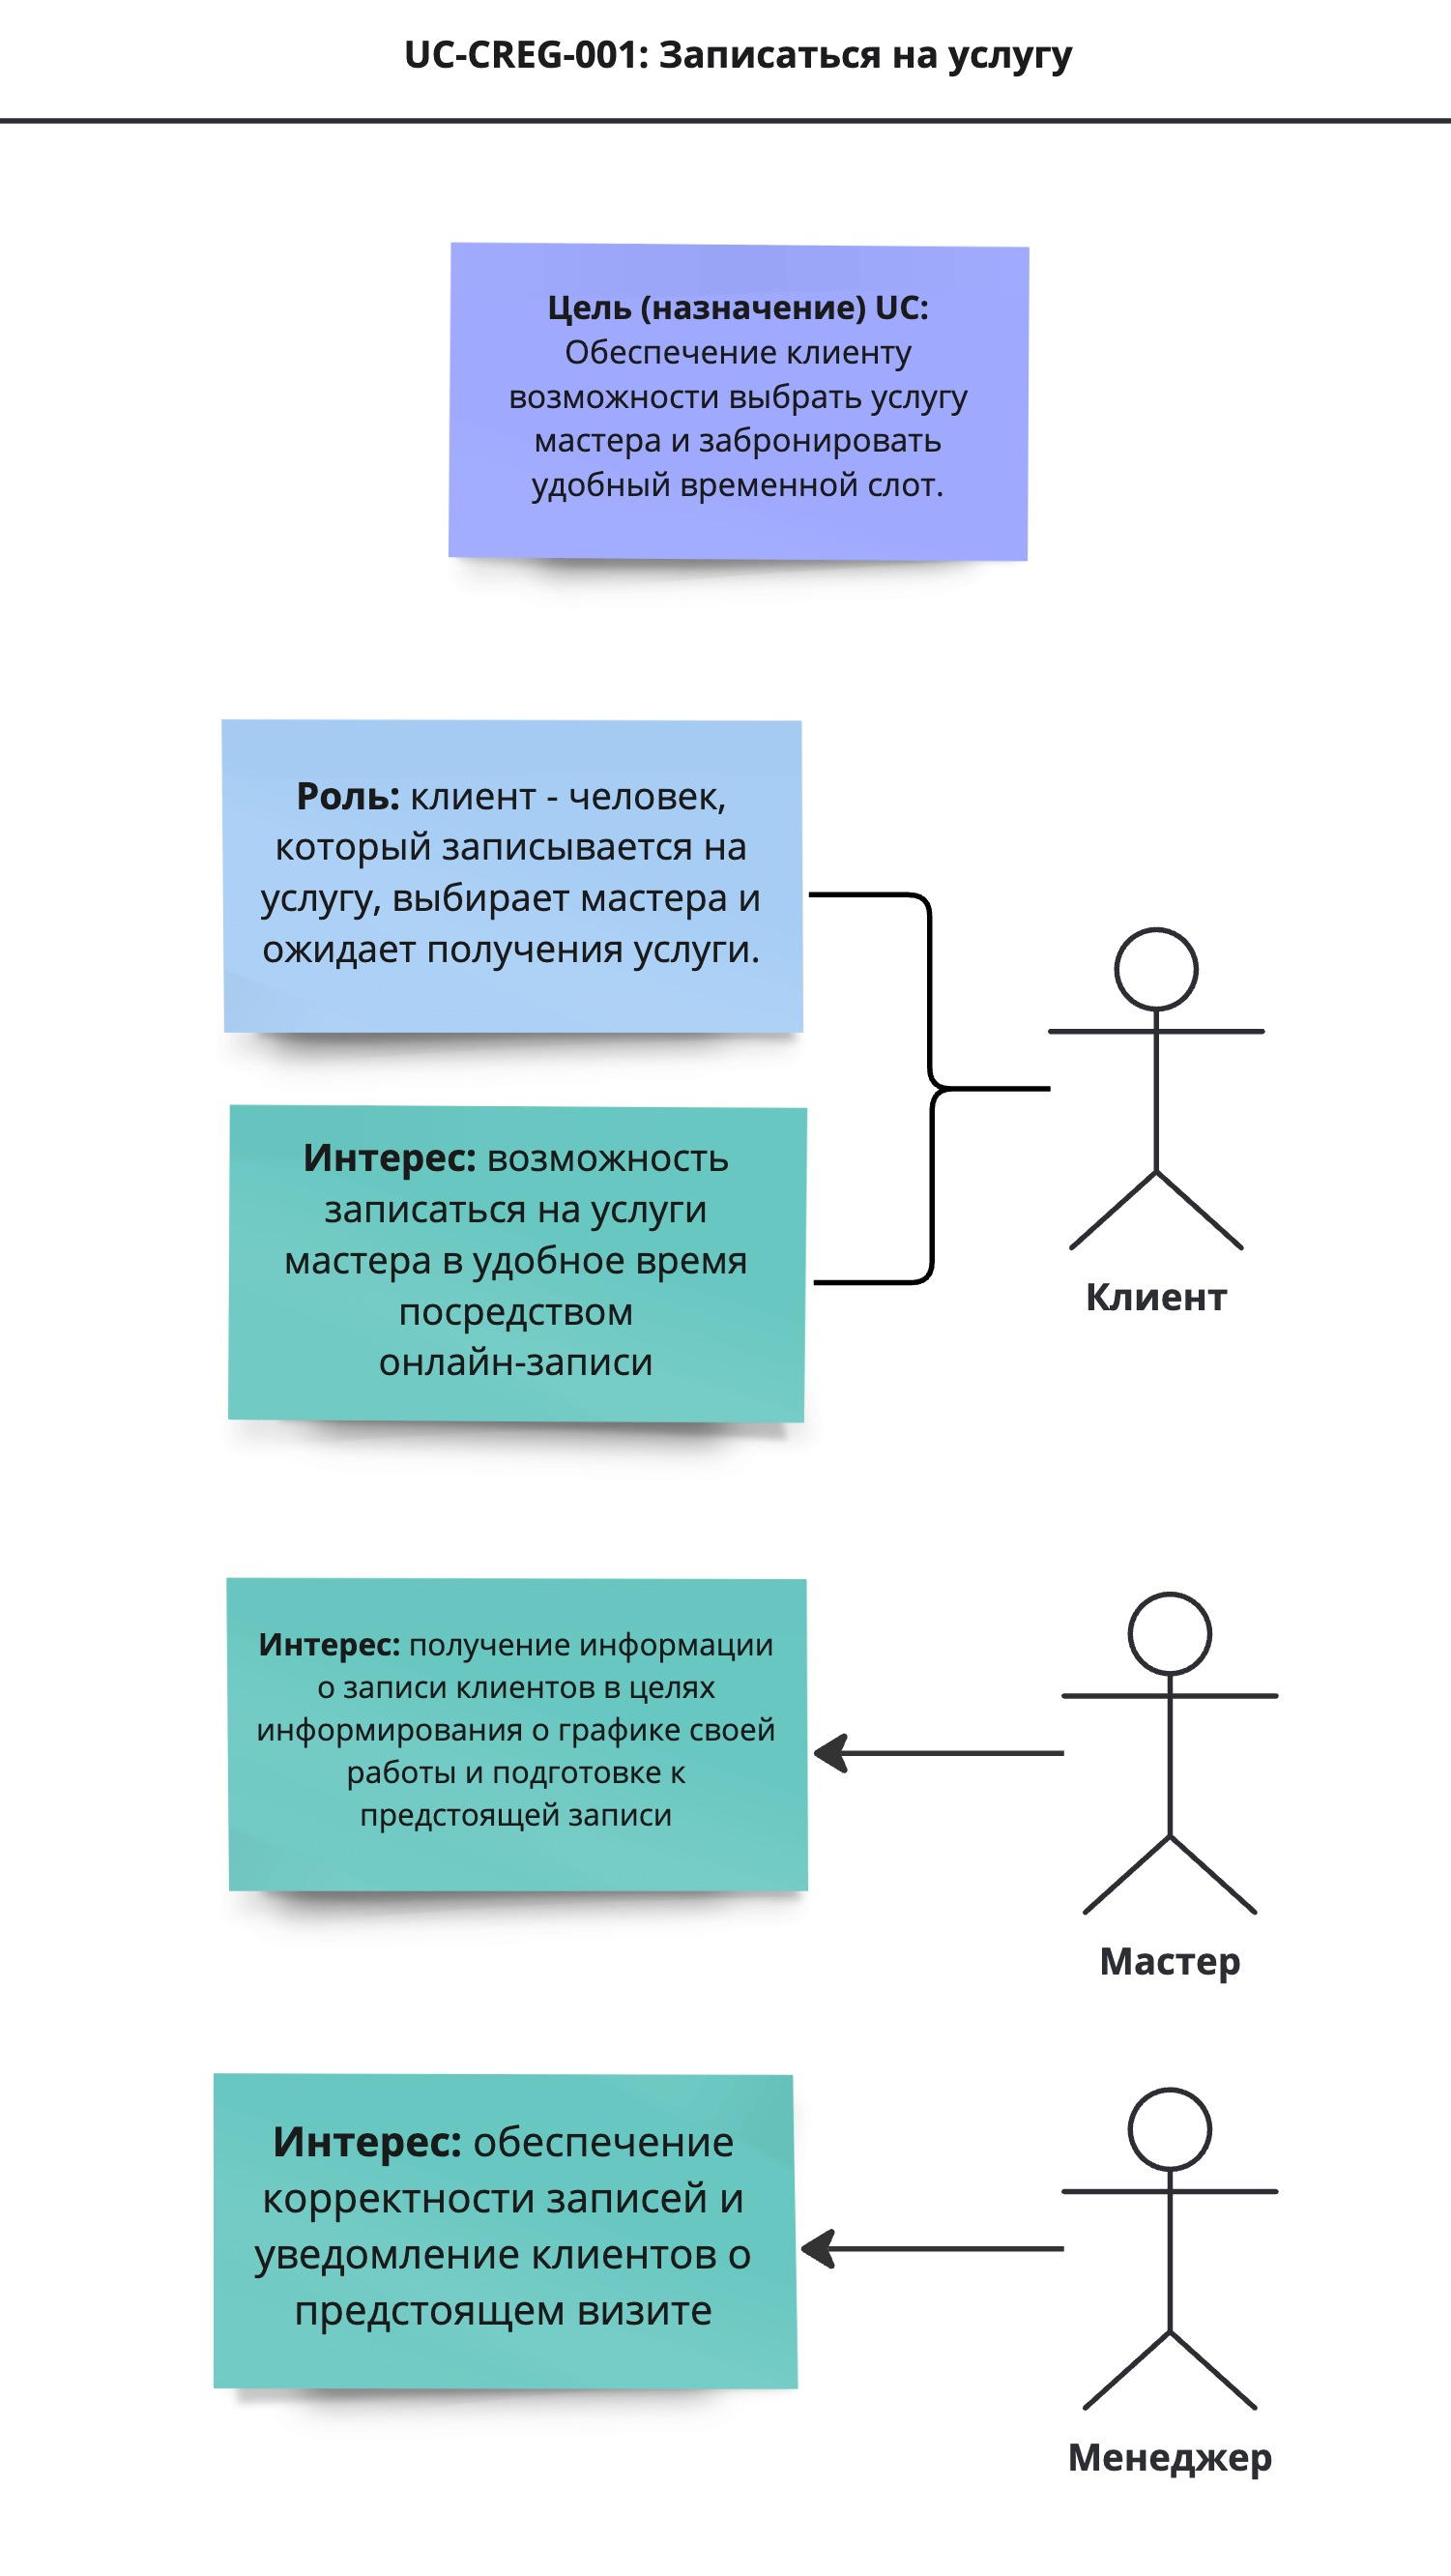 UC-CREG-001: Записаться на услугу
Цель (назначение) UC:
Обеспечение клиенту
возможности выбрать услугу
мастера и забронировать
удобный временной слот.
Роль: клиент - человек,
который записывается на
услугу, выбирает мастера и
ожидает получения услуги.
Интерес: возможность
записаться на услуги
мастера в удобное время
посредством
онлайн-записи
Клиент
Интерес: получение информации
о записи клиентов в целях
информирования о графике своей
работы и подготовке к
предстоящей записи
Мастер
Интерес: обеспечение
корректности записей и
уведомление клиентов о
предстоящем визите
Менеджер